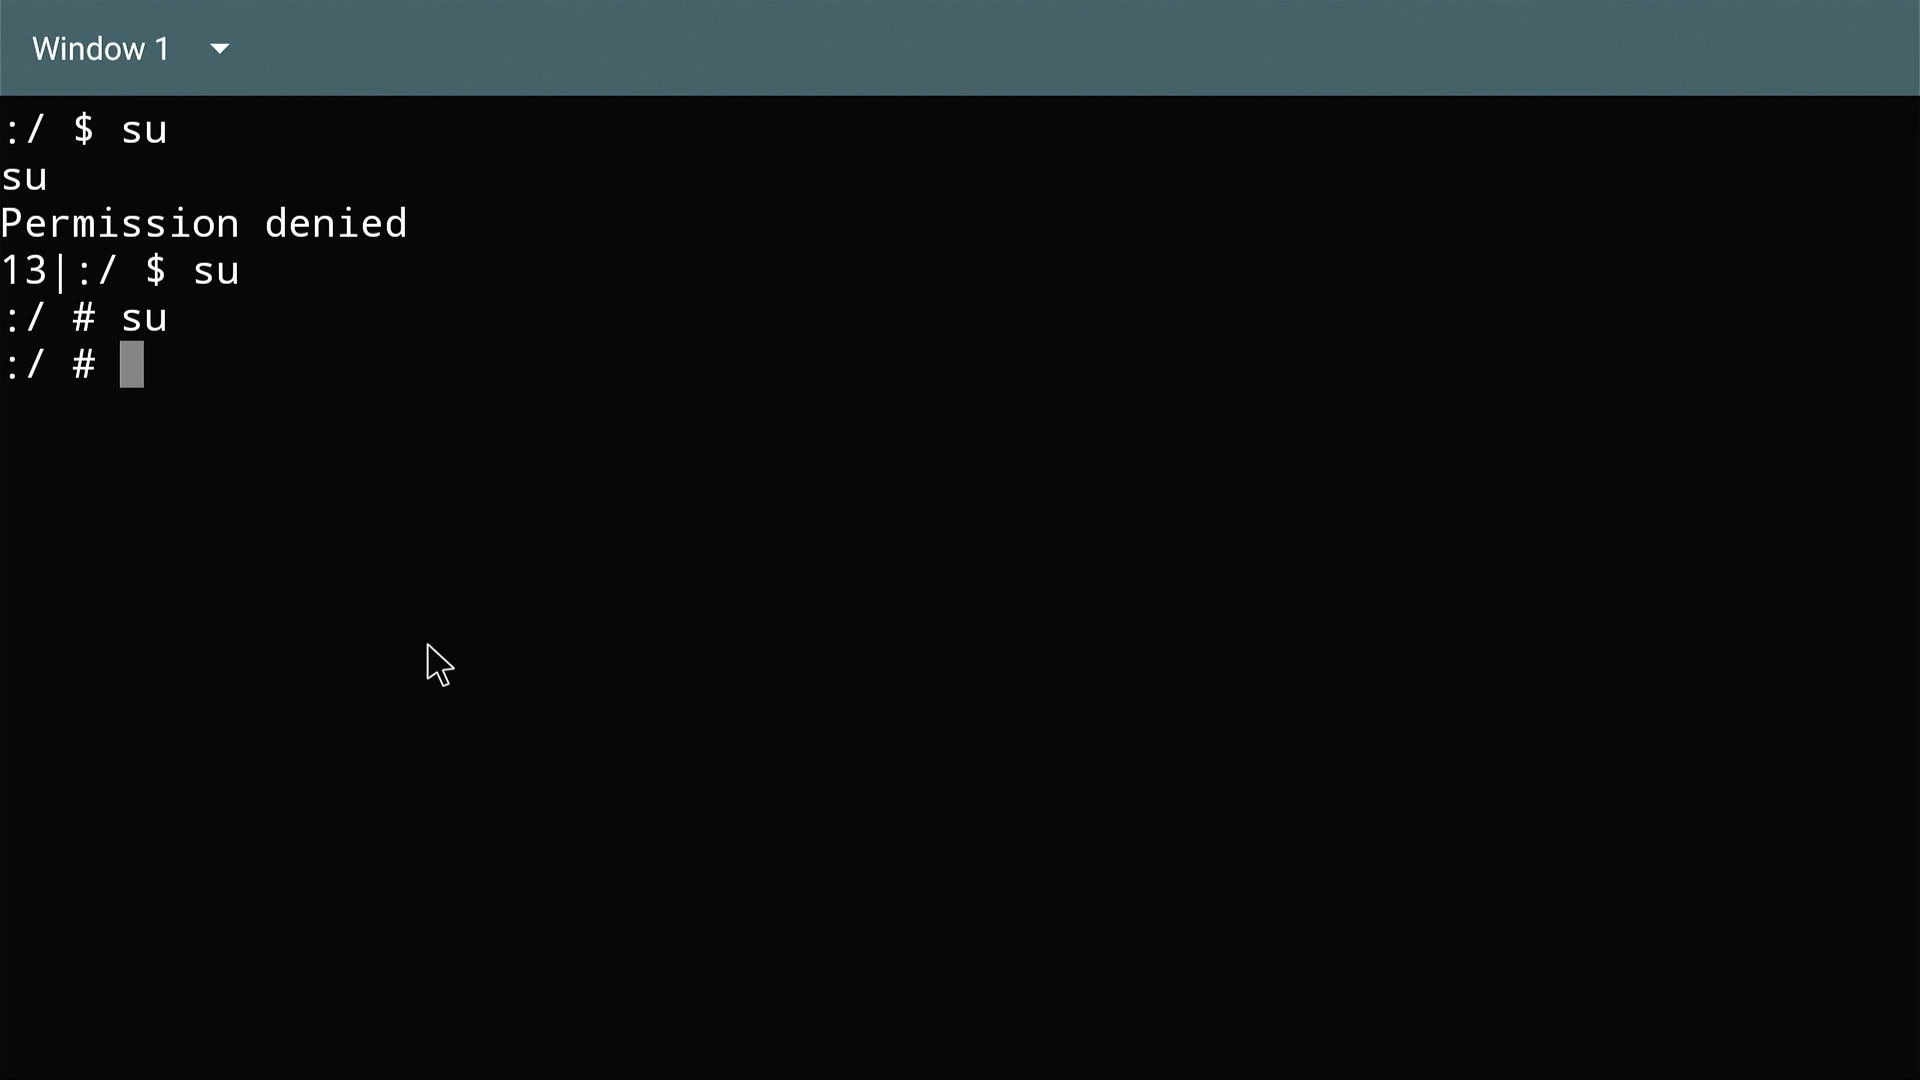 Window 1
:/ $ su
su
Permission denied
13|:/ $ su
:/ # su
:/ #